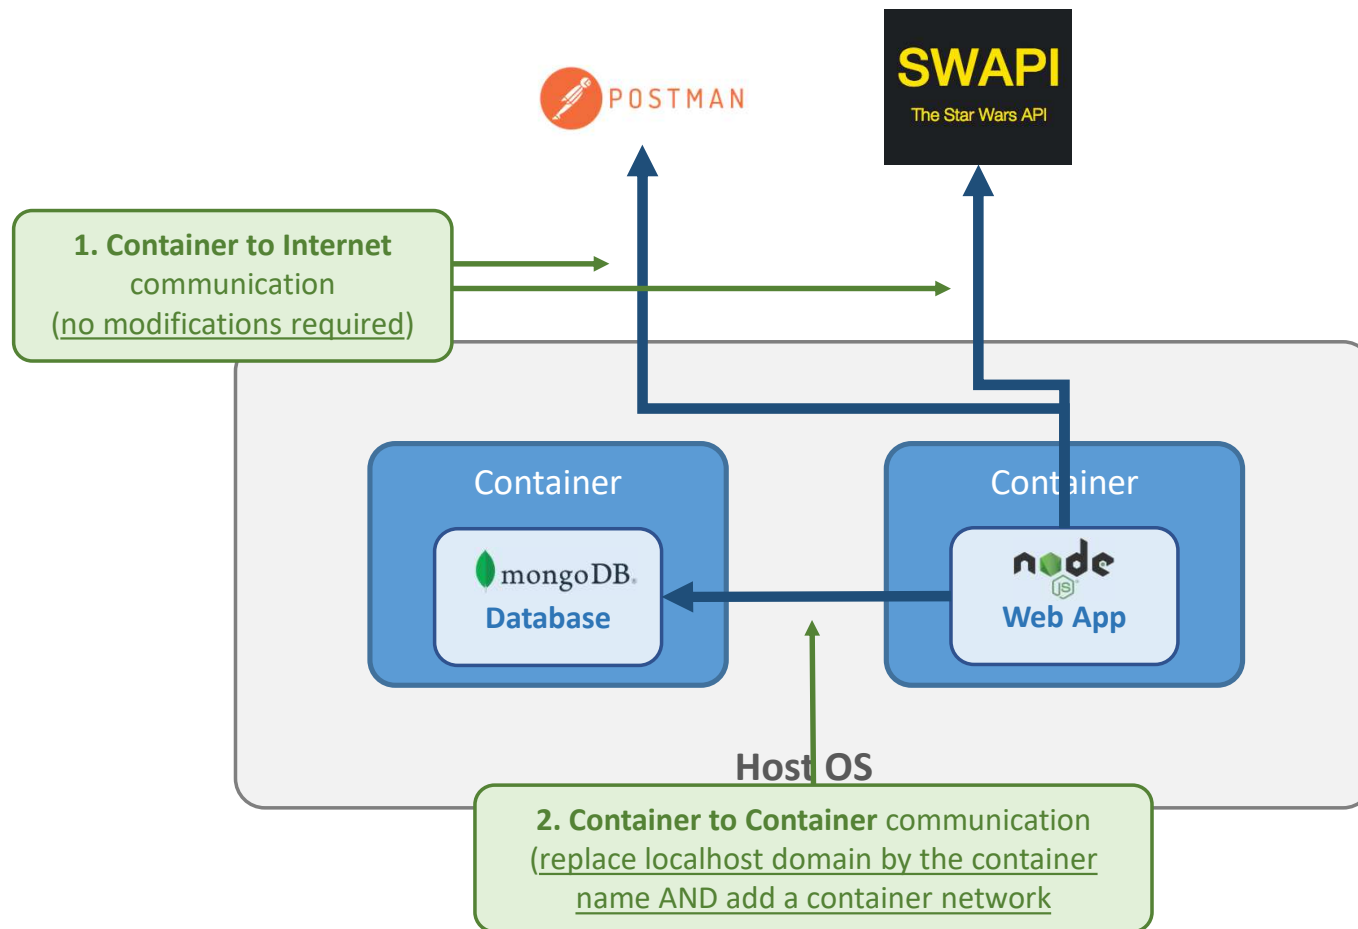 SWAPI
The Star Wars API
POSTMAN
1. Container to Internet
communication
(no modifications required)
Container
Container
mongoDB.
Database
node
JS
Web App
Host OS
2. Container to Container communication
(replace localhost domain by the container
name AND add a container network